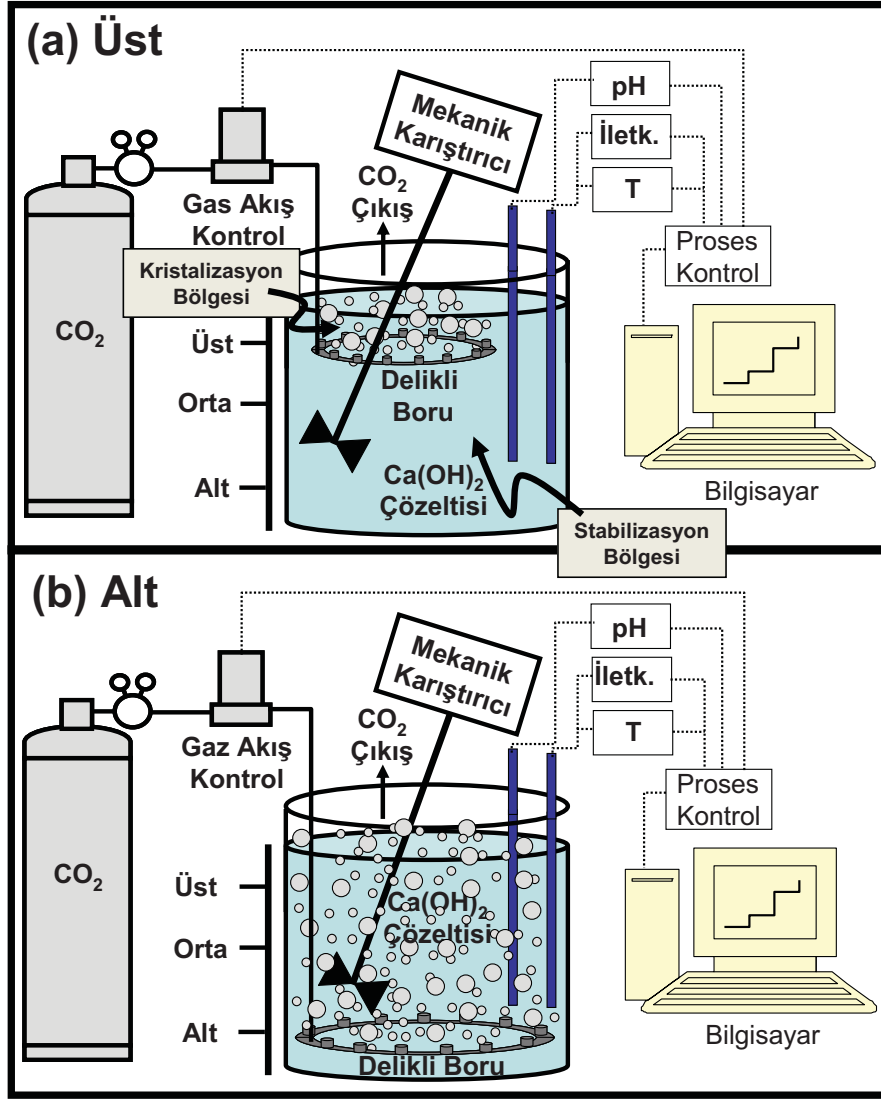 (a) Üst
Mekanik
Karıştırıcı
pH
İletk.
T
CO2
Çıkış
Gas Akış
Kontrol
Proses
Kontrol
Kristalizasyon
Bölgesi
CO2
Üst
Orta
Alt
Delikli
Boru
Ca(OH)2
Çözeltisi
Bilgisayar
Stabilizasyon
Bölgesi
(b) Alt
Mekanik
Karıştırıcı
pH
İletk.
T
CO2
Çıkış
Gaz Akış
Kontrol
Proses
Kontrol
CO2
Üst
Orta
Alt
Ca(OH)2
Çözeltisi
Delikli Boru
Bilgisayar